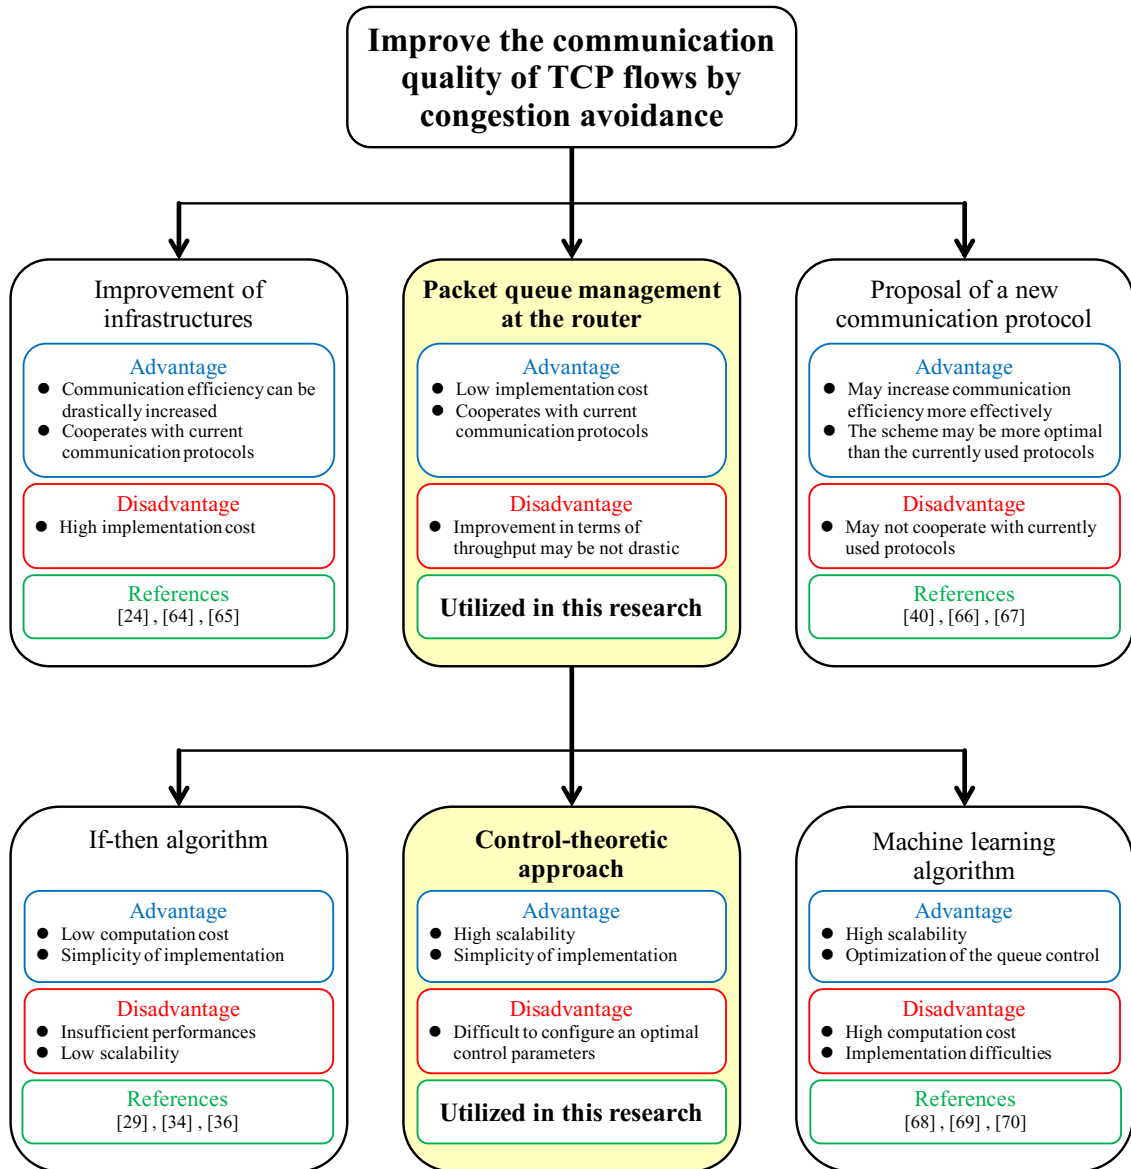 Improve the communication
quality of TCP flows by
congestion avoidance
Improvement of
infrastructures
Advantage
● Communication efficiency can be
drastically increased
● Cooperates with current
communication protocols
Disadvantage
● High implementation cost
References
[24] , [64] , [65]
Packet queue management
at the router
Advantage
● Low implementation cost
● Cooperates with current
communication protocols
Disadvantage
● Improvement in terms of
throughput may be not drastic
Utilized in this research
Proposal of a new
communication protocol
Advantage
● May increase communication
efficiency more effectively
● The scheme may be more optimal
than the currently used protocols
Disadvantage
● May not cooperate with currently
used protocols
References
[40] , [66] , [67]
If-then algorithm
Advantage
● Low computation cost
● Simplicity of implementation
Disadvantage
● Insufficient performances
● Low scalability
References
[29] , [34] , [36]
Control-theoretic
approach
Advantage
● High scalability
● Simplicity of implementation
Disadvantage
● Difficult to configure an optimal
control parameters
Utilized in this research
Machine learning
algorithm
Advantage
● High scalability
● Optimization of the queue control
Disadvantage
● High computation cost
● Implementation difficulties
References
[68] , [69] , [70]